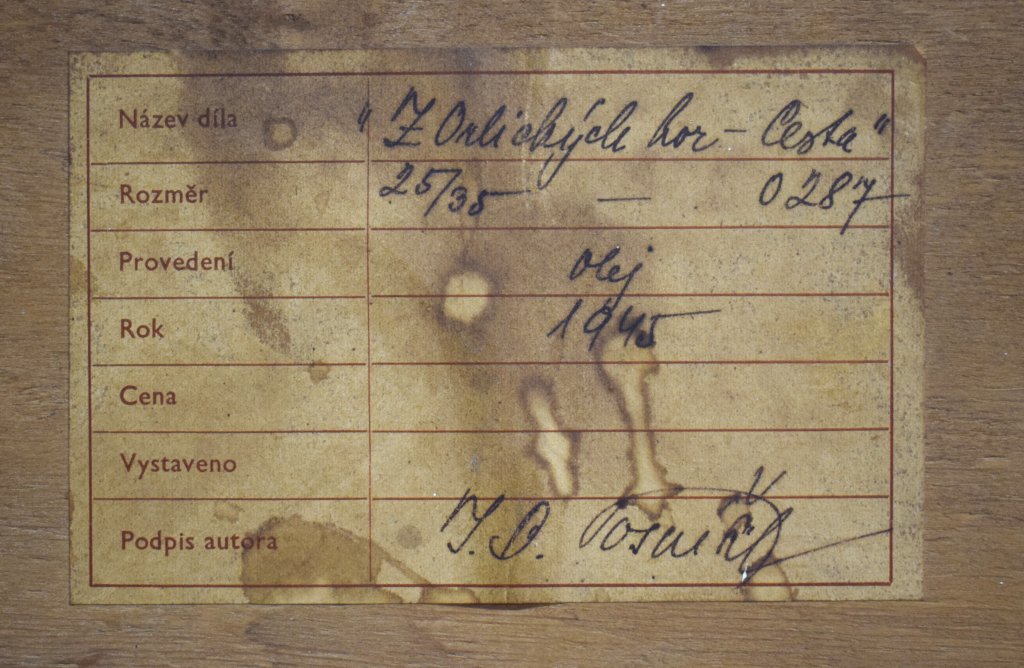 Název díla "Z Orlických hor - Cesta"
Rozměr 25/35 — 0287
Provedení olej
Rok 1945
Cena
Vystaveno
Podpis autora J. D.